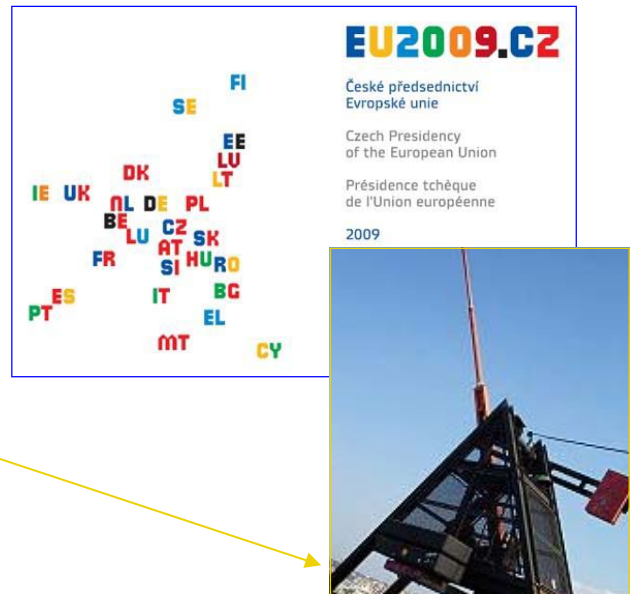 EU2009.CZ
České předsednictví
Evropské unie
Czech Presidency
of the European Union
Présidence tchèque
de l'Union européenne
2009
FI
SE
EE
LV
LT
DK
IE UK
NL DE PL
BE
LU CZ SK
AT
FR SI HU RO
ES IT BG
PT
EL
MT
CY